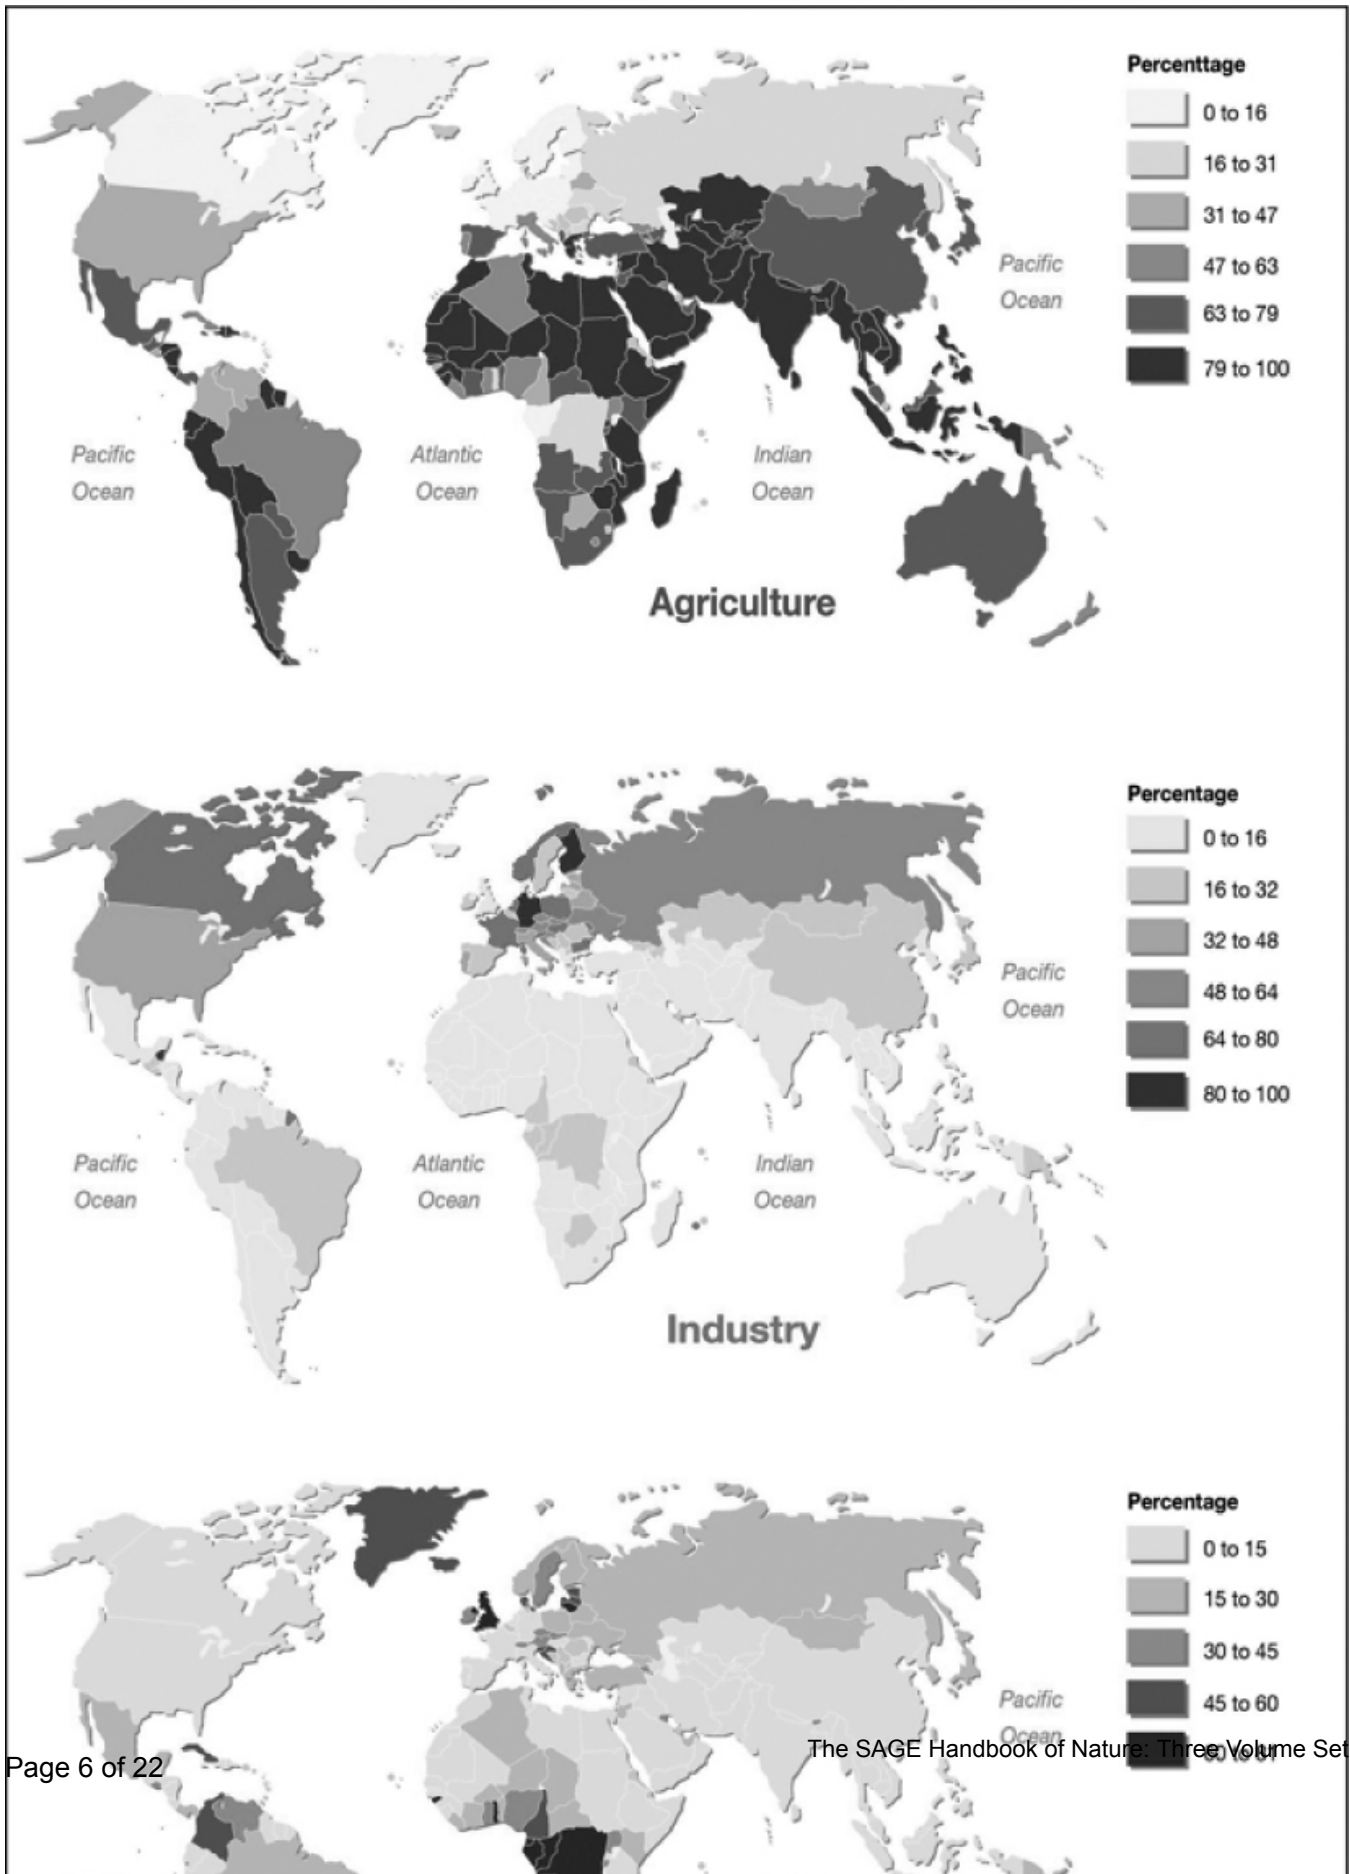 Percenttage
0 to 16
16 to 31
31 to 47
47 to 63
63 to 79
79 to 100
Pacific
Ocean
Pacific
Ocean
Atlantic
Ocean
Indian
Ocean
Agriculture
Percentage
0 to 16
16 to 32
32 to 48
48 to 64
64 to 80
80 to 100
Pacific
Ocean
Pacific
Ocean
Atlantic
Ocean
Indian
Ocean
Industry
Percentage
0 to 15
15 to 30
30 to 45
45 to 60
Pacific
Ocean
The SAGE Handbook of Nature: Three Volume Set
Page 6 of 22